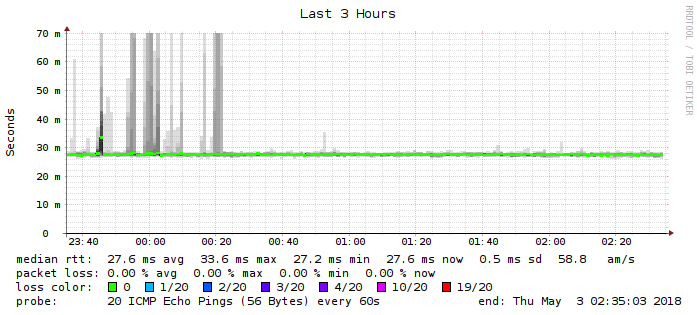 Last 3 Hours
RRDTOOL / TOBI OETIKER
Seconds
70 m
60 m
50 m
40 m
30 m
20 m
10 m
0
23:40 00:00 00:20 00:40 01:00 01:20 01:40 02:00 02:20
median rtt: 27.6 ms avg 33.6 ms max 27.2 ms min 27.6 ms now 0.5 ms sd 58.8 am/s
packet loss: 0.00 % avg 0.00 % max 0.00 % min 0.00 % now
loss color: 0 1/20 2/20 3/20 4/20 10/20 19/20
probe: 20 ICMP Echo Pings (56 Bytes) every 60s end: Thu May 3 02:35:03 2018